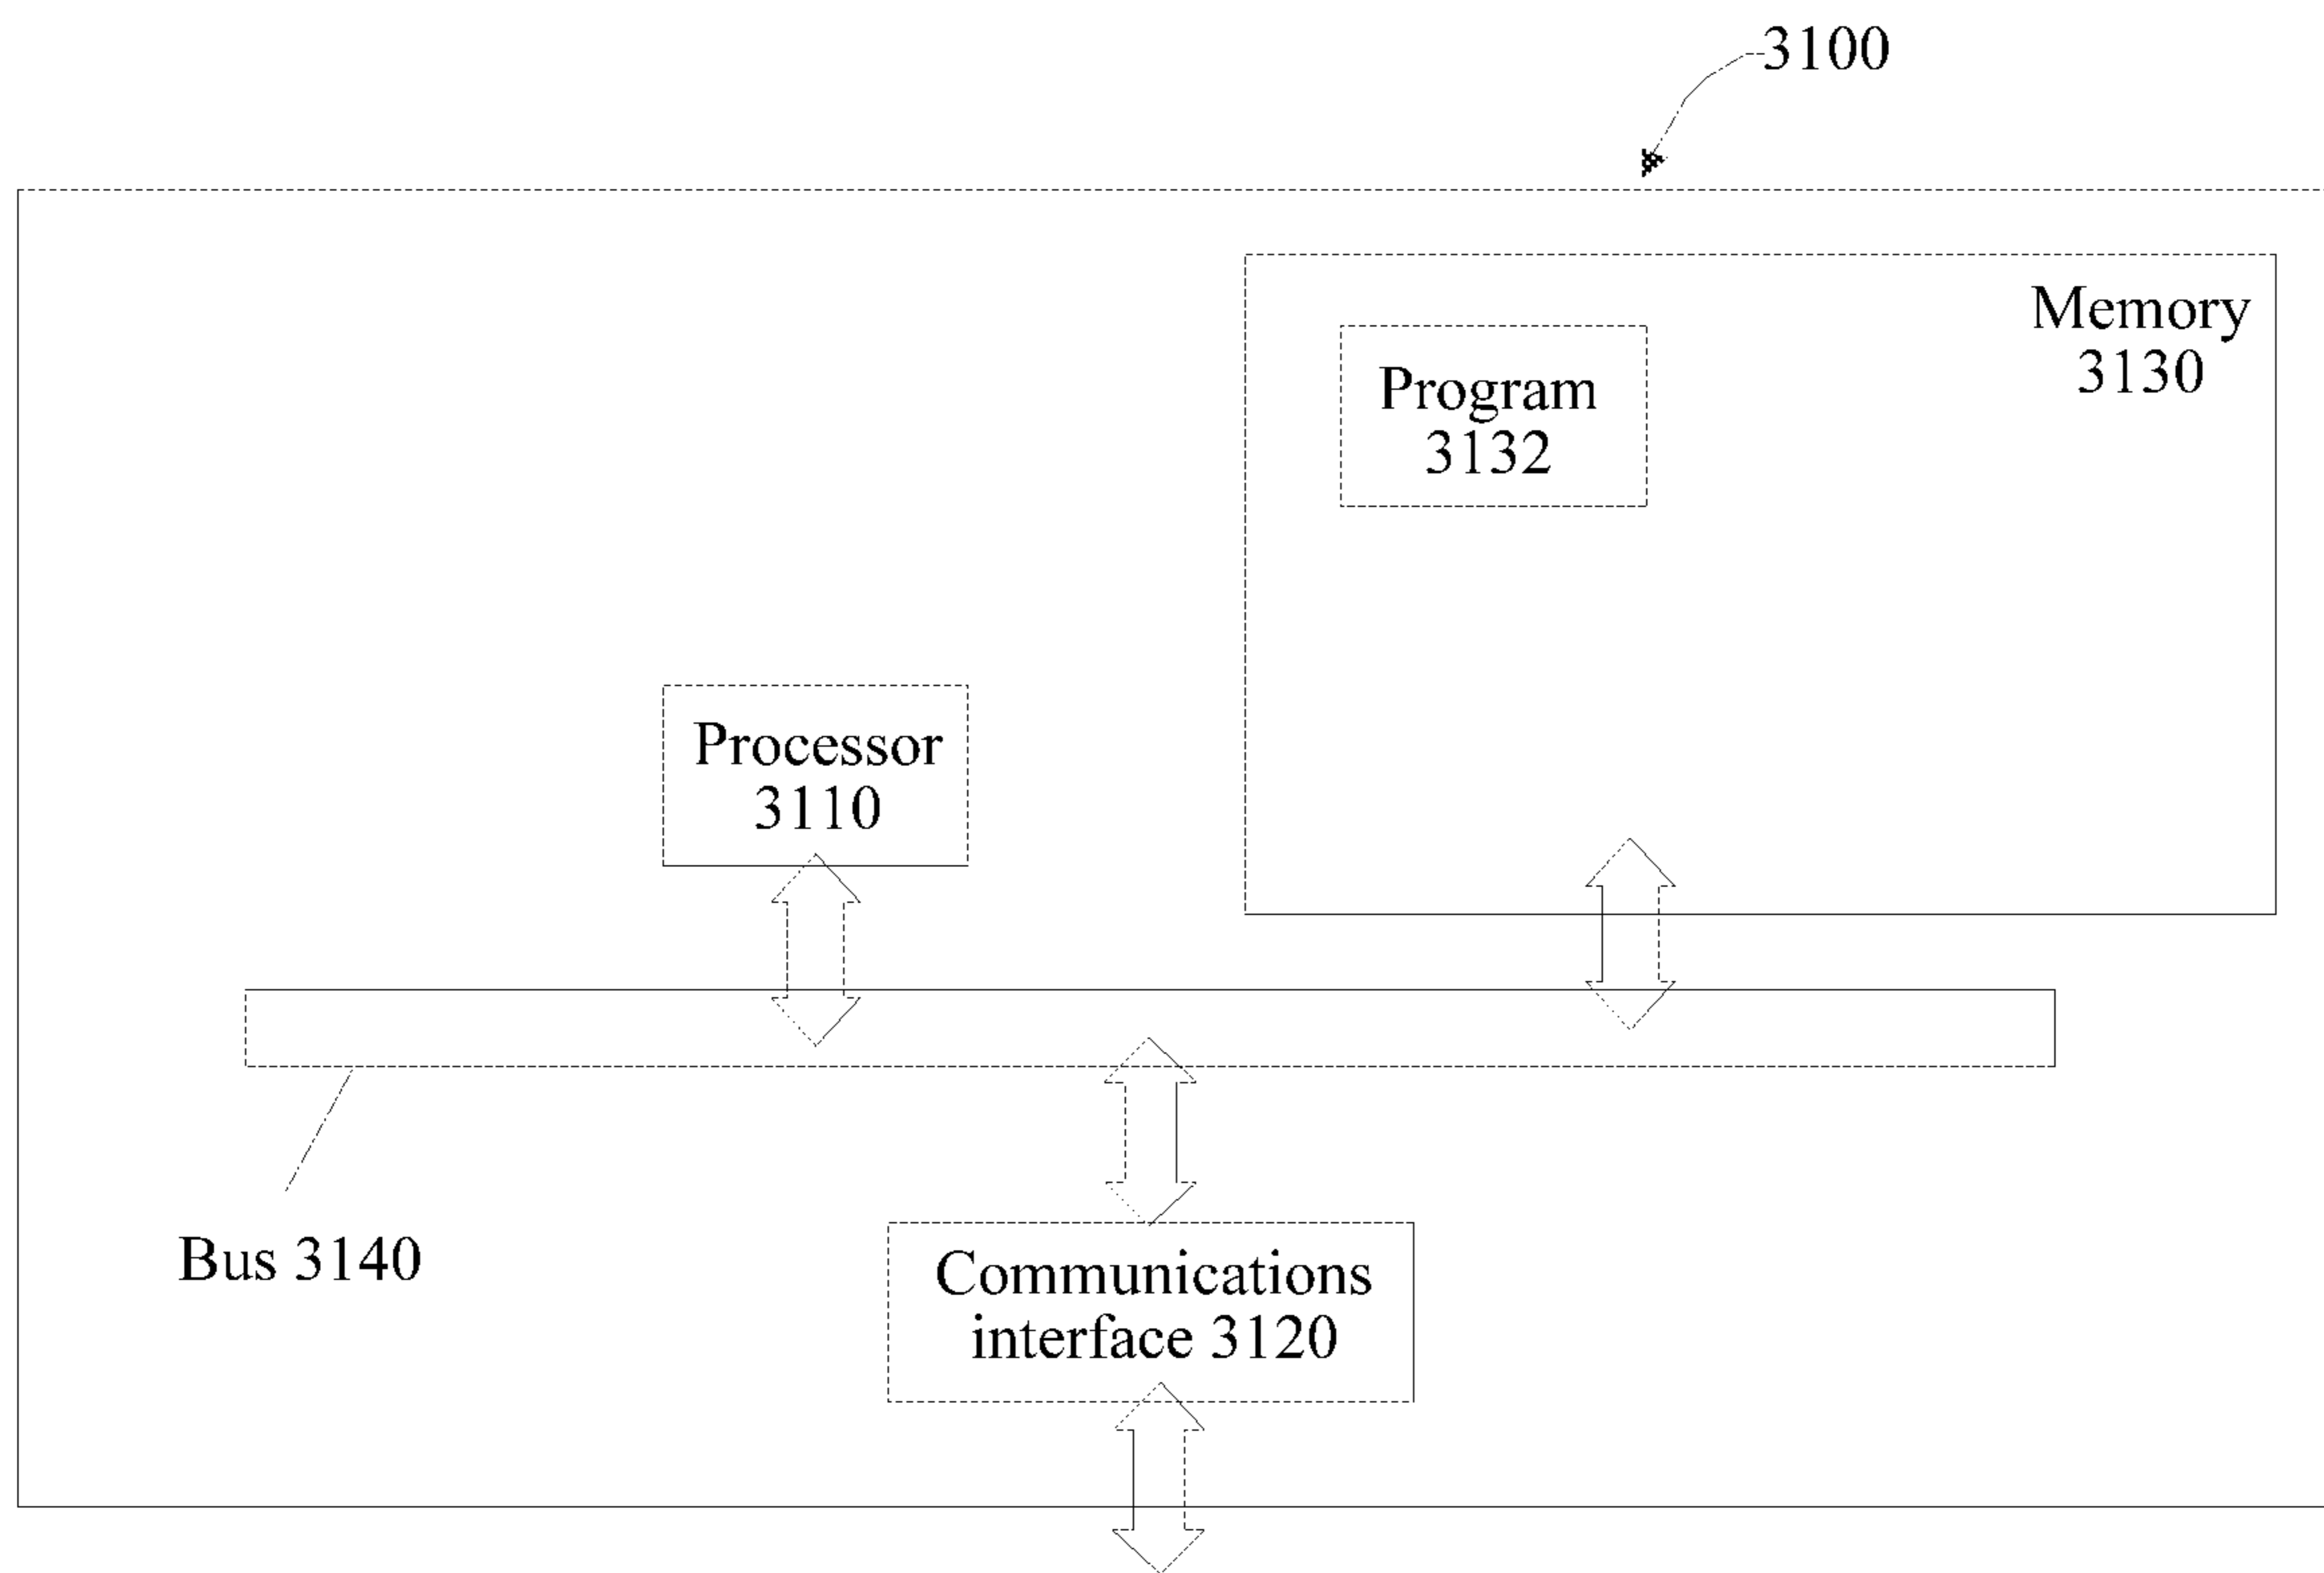 3100
Memory
3130
Program
3132
Processor
3110
Bus 3140
Communications
interface 3120